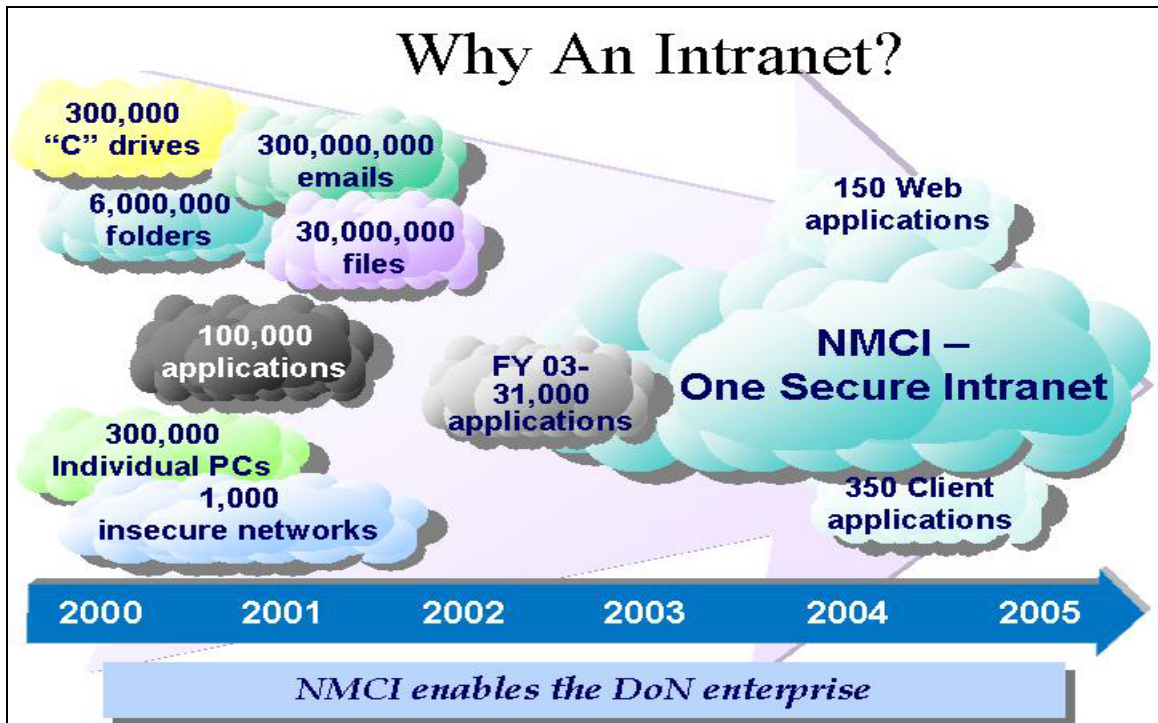 Why An Intranet?
300,000
“C” drives
300,000,000
emails
6,000,000
folders
30,000,000
files
150 Web
applications
100,000
applications
FY 03-
31,000
applications
NMCI –
One Secure Intranet
300,000
Individual PCs
1,000
insecure networks
350 Client
applications
2000 2001 2002 2003 2004 2005
NMCI enables the DoN enterprise